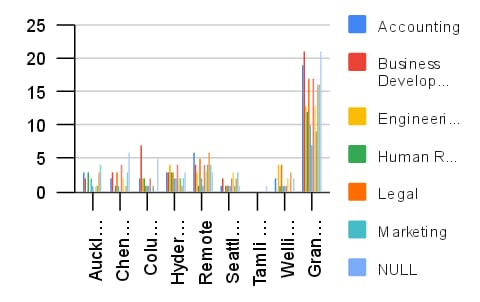 25
20
15
10
5
0
Auckl...
Chen...
Colu...
Hyder...
Remote
Seattl...
Tamli ...
Welli...
Gran...
Accounting
Business
Develop...
Engineeri...
Human R...
Legal
Marketing
NULL